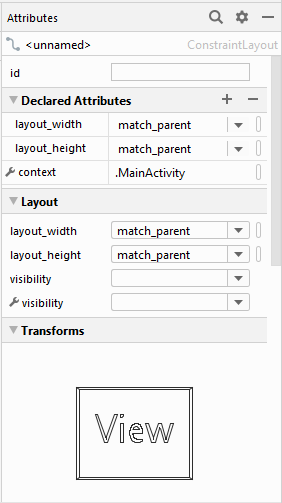 Attributes
<unnamed> ConstraintLayout
id
Declared Attributes
layout_width match_parent
layout_height match_parent
context .MainActivity
Layout
layout_width match_parent
layout_height match_parent
visibility
visibility
Transforms
View